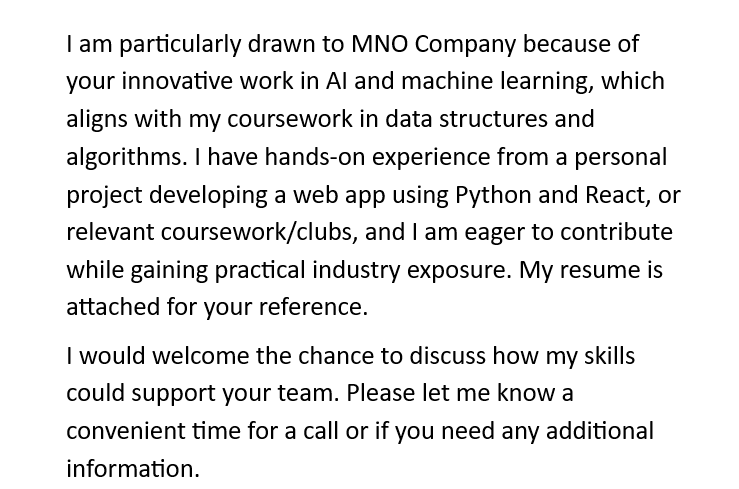 I am particularly drawn to MNO Company because of
your innovative work in AI and machine learning, which
aligns with my coursework in data structures and
algorithms. I have hands-on experience from a personal
project developing a web app using Python and React, or
relevant coursework/clubs, and I am eager to contribute
while gaining practical industry exposure. My resume is
attached for your reference.
I would welcome the chance to discuss how my skills
could support your team. Please let me know a
convenient time for a call or if you need any additional
information.